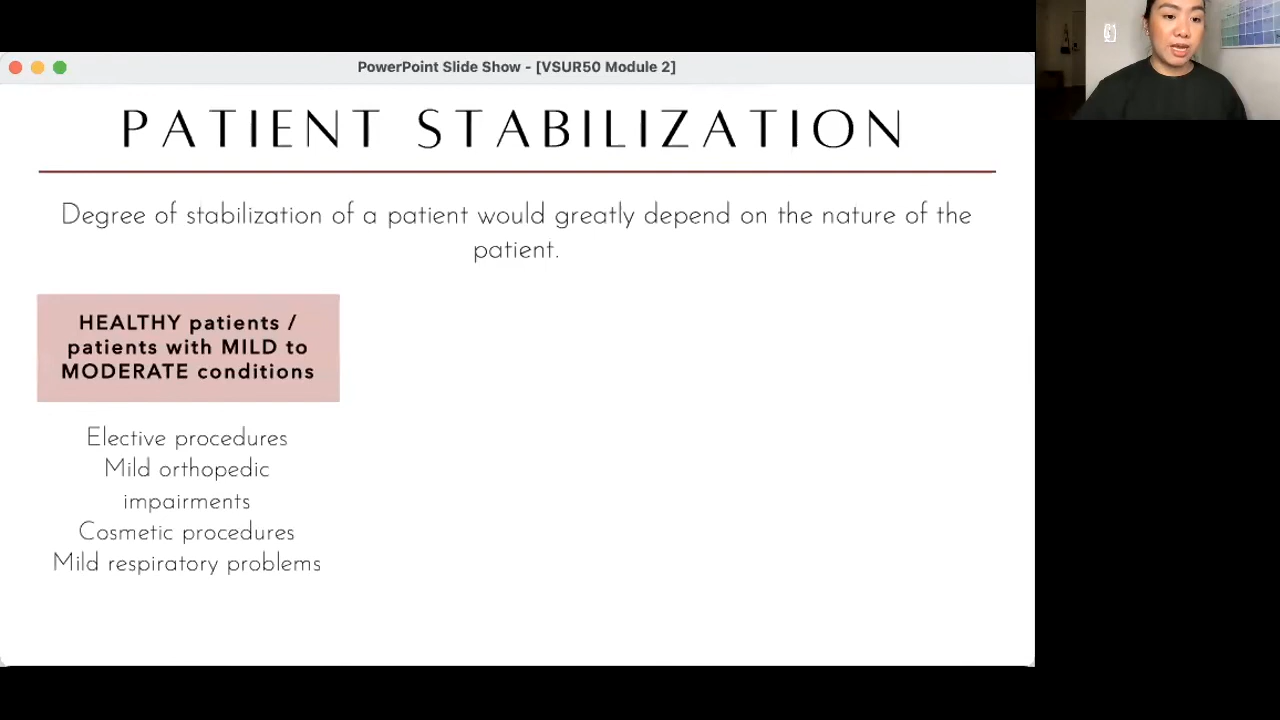 PowerPoint Slide Show - [VSUR50 Module 2]
PATIENT STABILIZATION
Degree of stabilization of a patient would greatly depend on the nature of the
patient.
HEALTHY patients /
patients with MILD to
MODERATE conditions
Elective procedures
Mild orthopedic
impairments
Cosmetic procedures
Mild respiratory problems